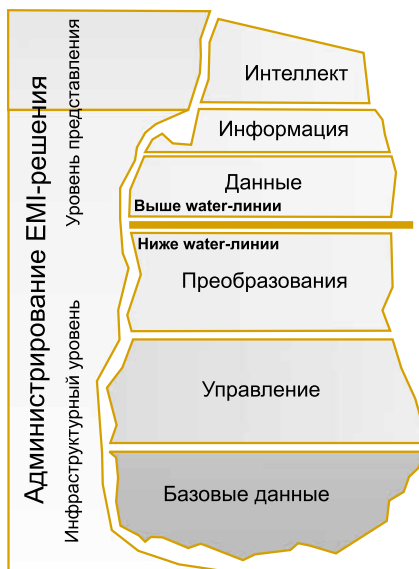 Администрирование EMI-решения
Уровень представления
Инфраструктурный уровень
Интеллект
Информация
Данные
Выше water-линии
Ниже water-линии
Преобразования
Управление
Базовые данные